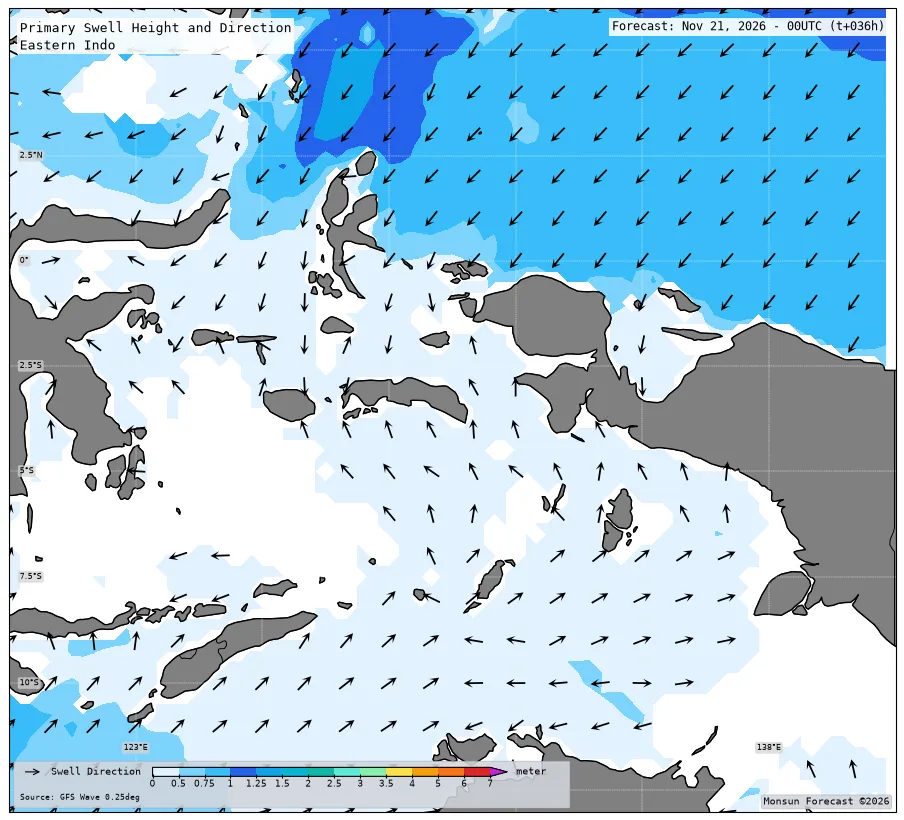 Primary Swell Height and Direction
Eastern Indo
Forecast: Nov 21, 2026 - 00UTC (t+036h)
2.5°N
0°
2.5°S
5°S
7.5°S
10°S
123°E
138°E
Swell Direction
meter
0 0.5 0.75 1 1.25 1.5 2 2.5 3 3.5 4 5 6 7
Source: GFS Wave 0.25deg
Monsun Forecast ©2026